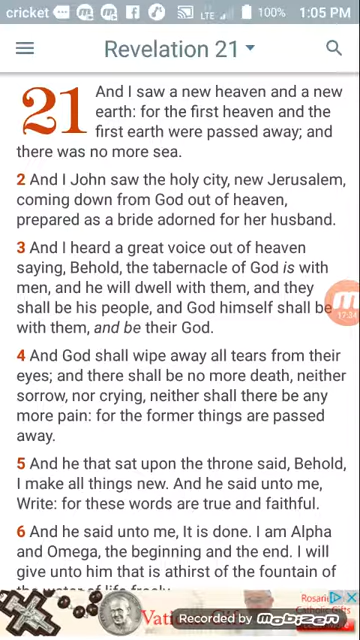 cricket LTE 100% 1:05 PM
Revelation 21
21 And I saw a new heaven and a new
earth: for the first heaven and the
first earth were passed away; and
there was no more sea.
2 And I John saw the holy city, new Jerusalem,
coming down from God out of heaven,
prepared as a bride adorned for her husband.
3 And I heard a great voice out of heaven
saying, Behold, the tabernacle of God is with
men, and he will dwell with them, and they
shall be his people, and God himself shall be
with them, and be their God.
17:34
4 And God shall wipe away all tears from their
eyes; and there shall be no more death, neither
sorrow, nor crying, neither shall there be any
more pain: for the former things are passed
away.
5 And he that sat upon the throne said, Behold,
I make all things new. And he said unto me,
Write: for these words are true and faithful.
6 And he said unto me, It is done. I am Alpha
and Omega, the beginning and the end. I will
give unto him that is athirst of the fountain of
the water of life freely.
Recorded by mobizen